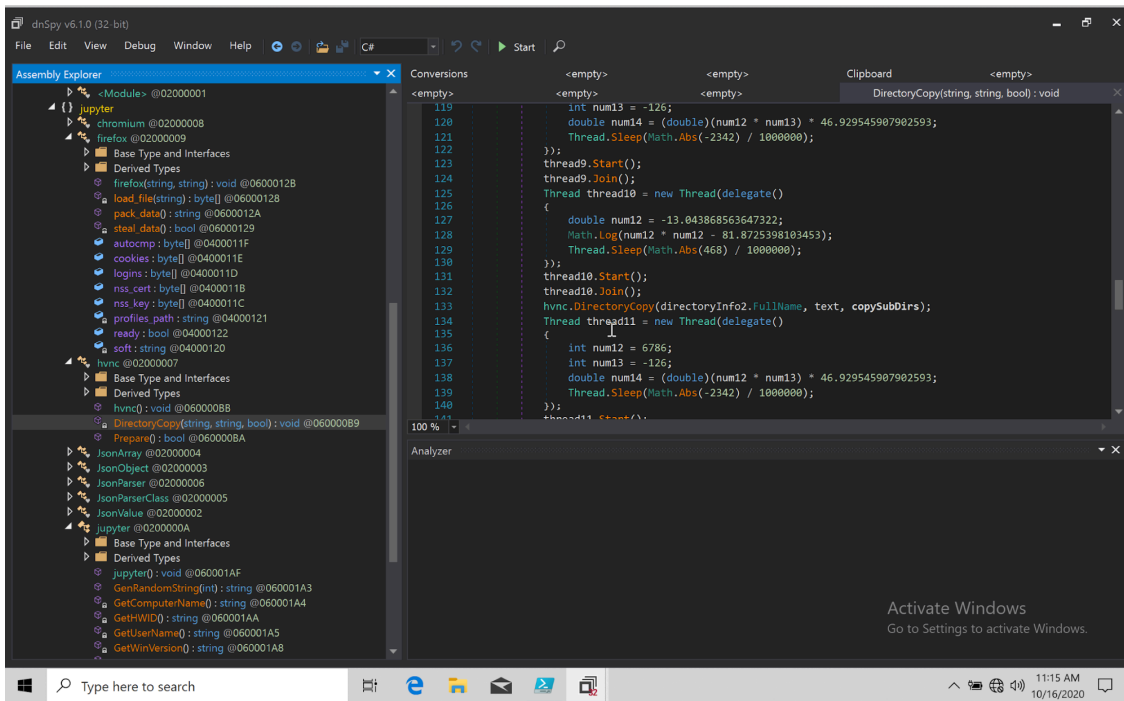 dnSpy v6.1.0 (32-bit)
File Edit View Debug Window Help C# Start
Assembly Explorer
<Module> @02000001
{ } jupyter
chromium @02000008
firefox @02000009
Base Type and Interfaces
Derived Types
firefox(string, string) : void @0600012B
load_file(string) : byte[] @06000128
pack_data() : string @0600012A
steal_data() : bool @06000129
autocmp : byte[] @0400011F
cookies : byte[] @0400011E
logins : byte[] @0400011D
nss_cert : byte[] @0400011B
nss_key : byte[] @0400011C
profiles_path : string @04000121
ready : bool @04000122
soft : string @04000120
hvnc @02000007
Base Type and Interfaces
Derived Types
hvnc() : void @060000BB
DirectoryCopy(string, string, bool) : void @060000B9
Prepare() : bool @060000BA
JsonArray @02000004
JsonObject @02000003
JsonParser @02000006
JsonParserClass @02000005
JsonValue @02000002
jupyter @0200000A
Base Type and Interfaces
Derived Types
jupyter() : void @060001AF
GenRandomString(int) : string @060001A3
GetComputerName() : string @060001A4
GetHWID() : string @060001AA
GetUserName() : string @060001A5
GetWinVersion() : string @060001A8
Conversions <empty> <empty> Clipboard <empty>
<empty> <empty> <empty> DirectoryCopy(string, string, bool) : void
119 int num13 = -126;
120 double num14 = (double)(num12 * num13) * 46.929545907902593;
121 Thread.Sleep(Math.Abs(-2342) / 1000000);
122 });
123 thread9.Start();
124 thread9.Join();
125 Thread thread10 = new Thread(delegate()
126 {
127 double num12 = -13.043868563647322;
128 Math.Log(num12 * num12 - 81.8725398103453);
129 Thread.Sleep(Math.Abs(468) / 1000000);
130 });
131 thread10.Start();
132 thread10.Join();
133 hvnc.DirectoryCopy(directoryInfo2.FullName, text, copySubDirs);
134 Thread thread11 = new Thread(delegate()
135 {
136 int num12 = 6786;
137 int num13 = -126;
138 double num14 = (double)(num12 * num13) * 46.929545907902593;
139 Thread.Sleep(Math.Abs(-2342) / 1000000);
140 });
141 thread11.Start();
100 %
Analyzer
Activate Windows
Go to Settings to activate Windows.
Type here to search
32
11:15 AM
10/16/2020